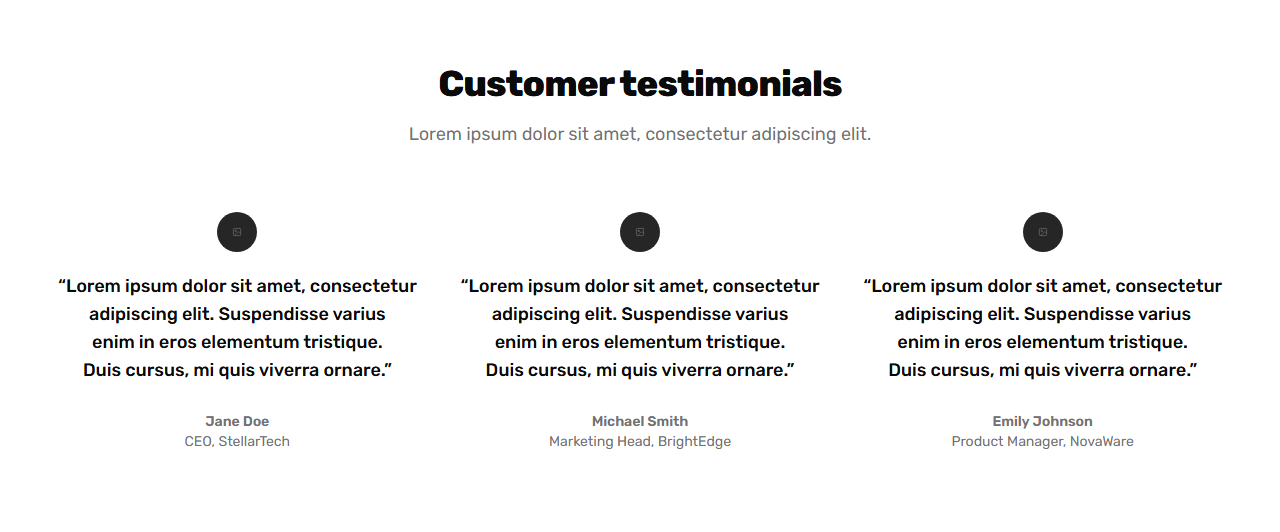 Customer testimonials
Lorem ipsum dolor sit amet, consectetur adipiscing elit.
“Lorem ipsum dolor sit amet, consectetur
adipiscing elit. Suspendisse varius
enim in eros elementum tristique.
Duis cursus, mi quis viverra ornare.”
Jane Doe
CEO, StellarTech
“Lorem ipsum dolor sit amet, consectetur
adipiscing elit. Suspendisse varius
enim in eros elementum tristique.
Duis cursus, mi quis viverra ornare.”
Michael Smith
Marketing Head, BrightEdge
“Lorem ipsum dolor sit amet, consectetur
adipiscing elit. Suspendisse varius
enim in eros elementum tristique.
Duis cursus, mi quis viverra ornare.”
Emily Johnson
Product Manager, NovaWare